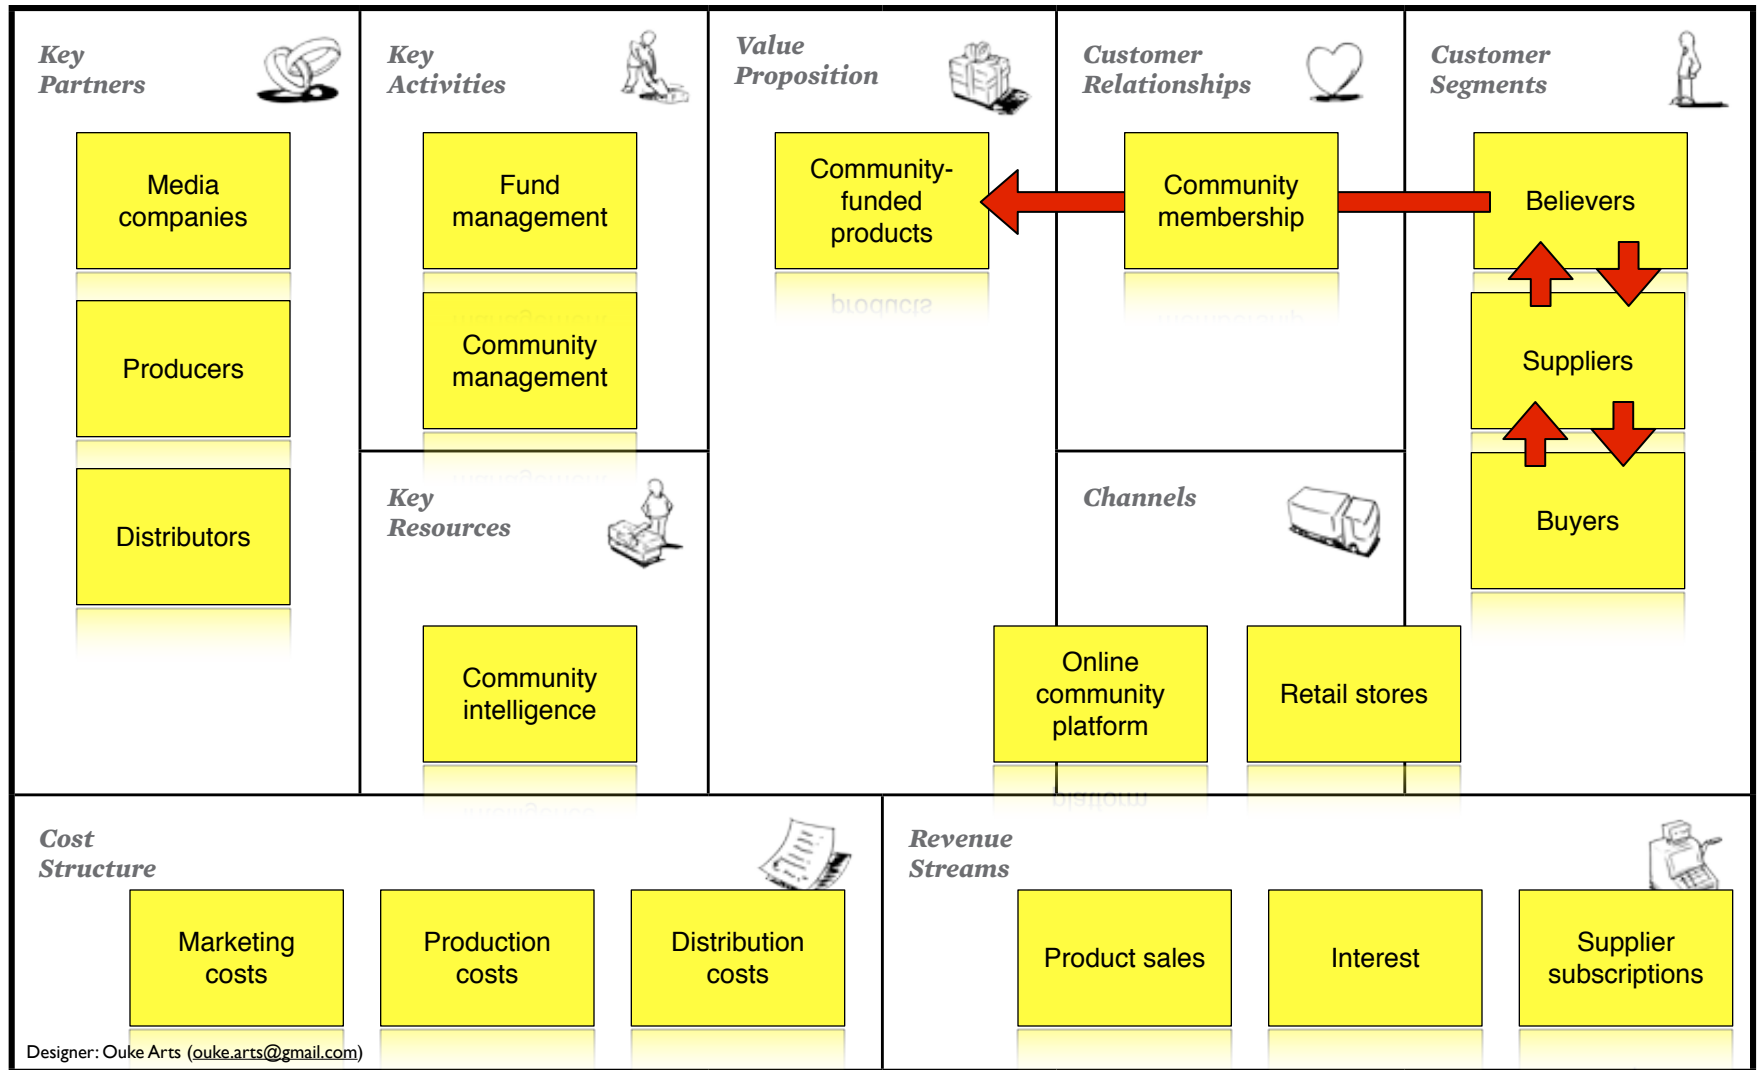 Key
Partners
Media
companies
Producers
Distributors
Key
Activities
Fund
management
Community
management
Key
Resources
Community
intelligence
Value
Proposition
Community-
funded
products
Customer
Relationships
Community
membership
Channels
Online
community
platform
Retail stores
Customer
Segments
Believers
Suppliers
Buyers
Cost
Structure
Marketing
costs
Production
costs
Distribution
costs
Revenue
Streams
Product sales
Interest
Supplier
subscriptions
Designer: Ouke Arts (ouke.arts@gmail.com)